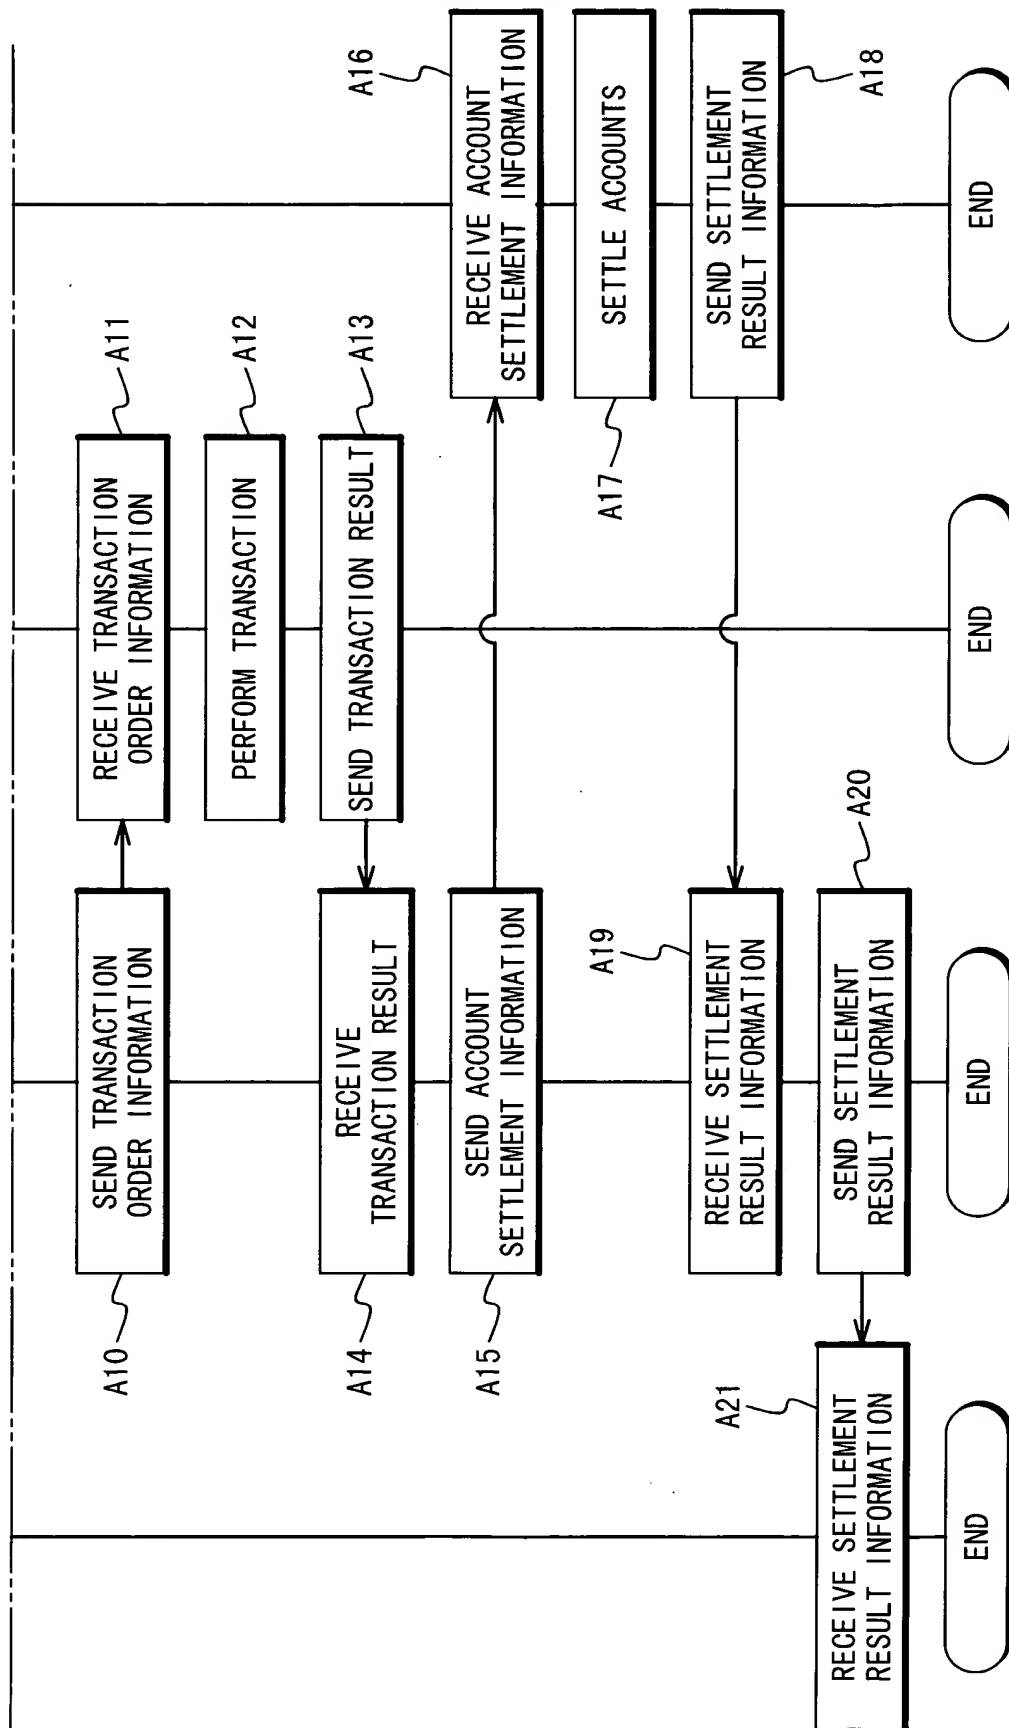 A10
SEND TRANSACTION
ORDER INFORMATION
A11
RECEIVE TRANSACTION
ORDER INFORMATION
A12
PERFORM TRANSACTION
A13
SEND TRANSACTION RESULT
A14
RECEIVE
TRANSACTION RESULT
A15
SEND ACCOUNT
SETTLEMENT INFORMATION
A16
RECEIVE ACCOUNT
SETTLEMENT INFORMATION
A17
SETTLE ACCOUNTS
A18
SEND SETTLEMENT
RESULT INFORMATION
A19
RECEIVE SETTLEMENT
RESULT INFORMATION
A20
SEND SETTLEMENT
RESULT INFORMATION
A21
RECEIVE SETTLEMENT
RESULT INFORMATION
END
END
END
END